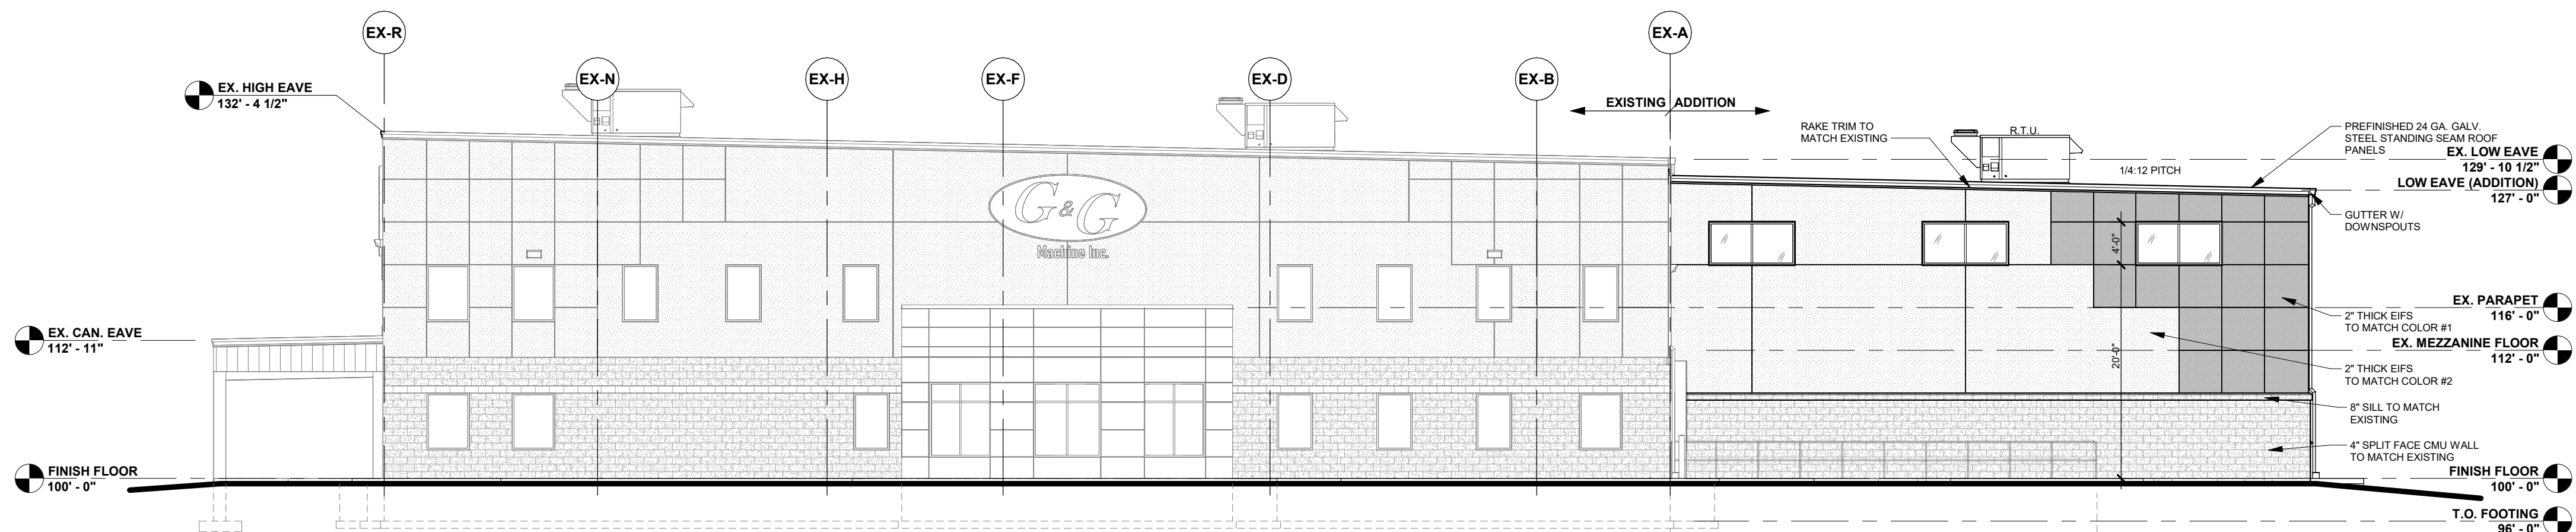 EX-R
EX-N
EX-H
EX-F
EX-D
EX-B
EX-A
EX. HIGH EAVE
132' - 4 1/2"
EXISTING
ADDITION
RAKE TRIM TO
MATCH EXISTING
R.T.U.
1/4:12 PITCH
PREFINISHED 24 GA. GALV.
STEEL STANDING SEAM ROOF
PANELS
EX. LOW EAVE
129' - 10 1/2"
LOW EAVE (ADDITION)
127' - 0"
GUTTER W/
DOWNSPOUTS
G & G
Machine Inc.
4'-0"
EX. PARAPET
116' - 0"
2" THICK EIFS
TO MATCH COLOR #1
EX. CAN. EAVE
112' - 11"
EX. MEZZANINE FLOOR
112' - 0"
20'-0"
2" THICK EIFS
TO MATCH COLOR #2
8" SILL TO MATCH
EXISTING
4" SPLIT FACE CMU WALL
TO MATCH EXISTING
FINISH FLOOR
100' - 0"
FINISH FLOOR
100' - 0"
T.O. FOOTING
96' - 0"